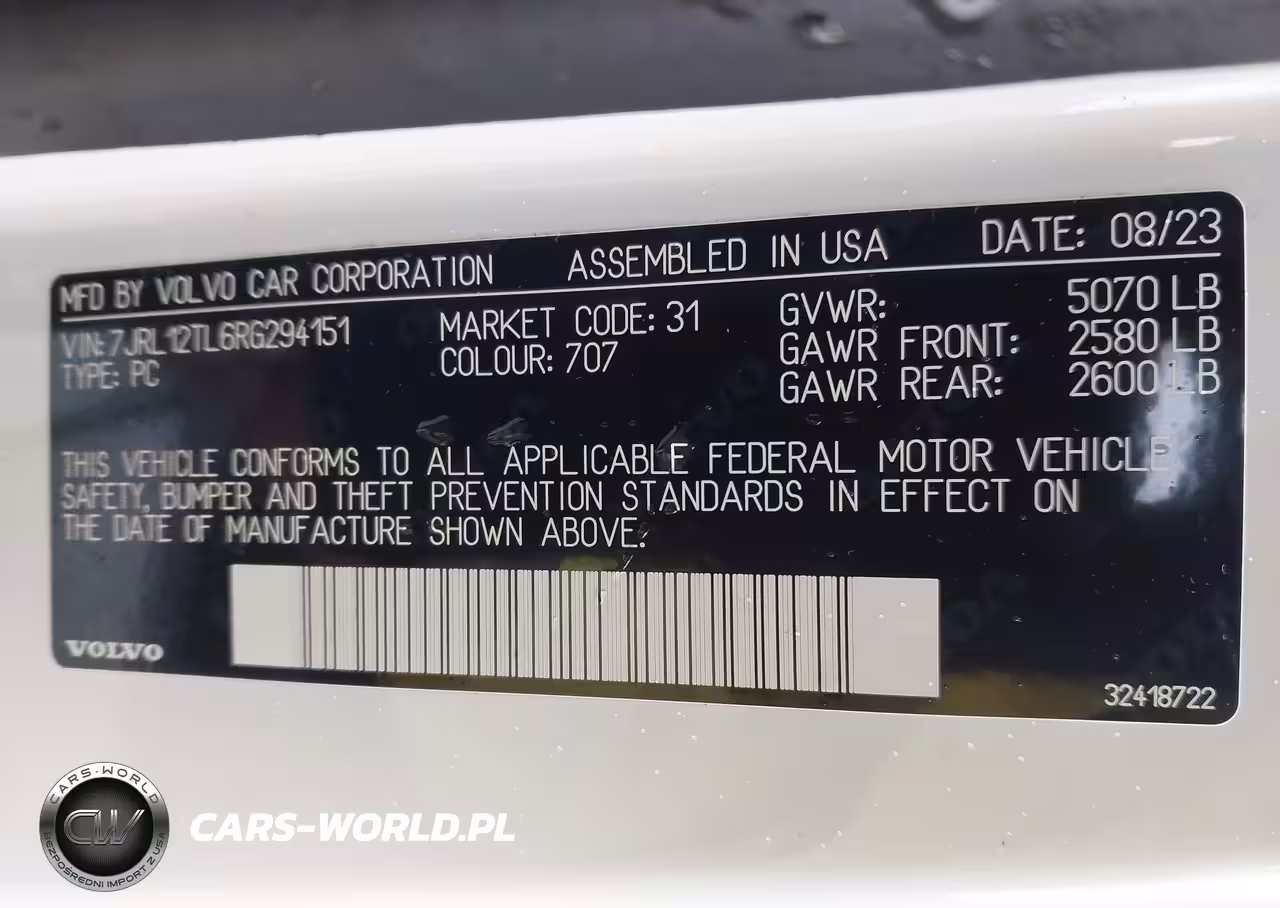 MFD BY VOLVO CAR CORPORATION ASSEMBLED IN USA DATE: 08/23
VIN: 7JRL12TL6RG294151 MARKET CODE: 31 GVWR: 5070 LB
TYPE: PC COLOUR: 707 GAWR FRONT: 2580 LB
GAWR REAR: 2600 LB
THIS VEHICLE CONFORMS TO ALL APPLICABLE FEDERAL MOTOR VEHICLE
SAFETY, BUMPER AND THEFT PREVENTION STANDARDS IN EFFECT ON
THE DATE OF MANUFACTURE SHOWN ABOVE:
VOLVO
32418722
CARS-WORLD
CW
BEZPOŚREDNI IMPORT Z USA
CARS-WORLD.PL